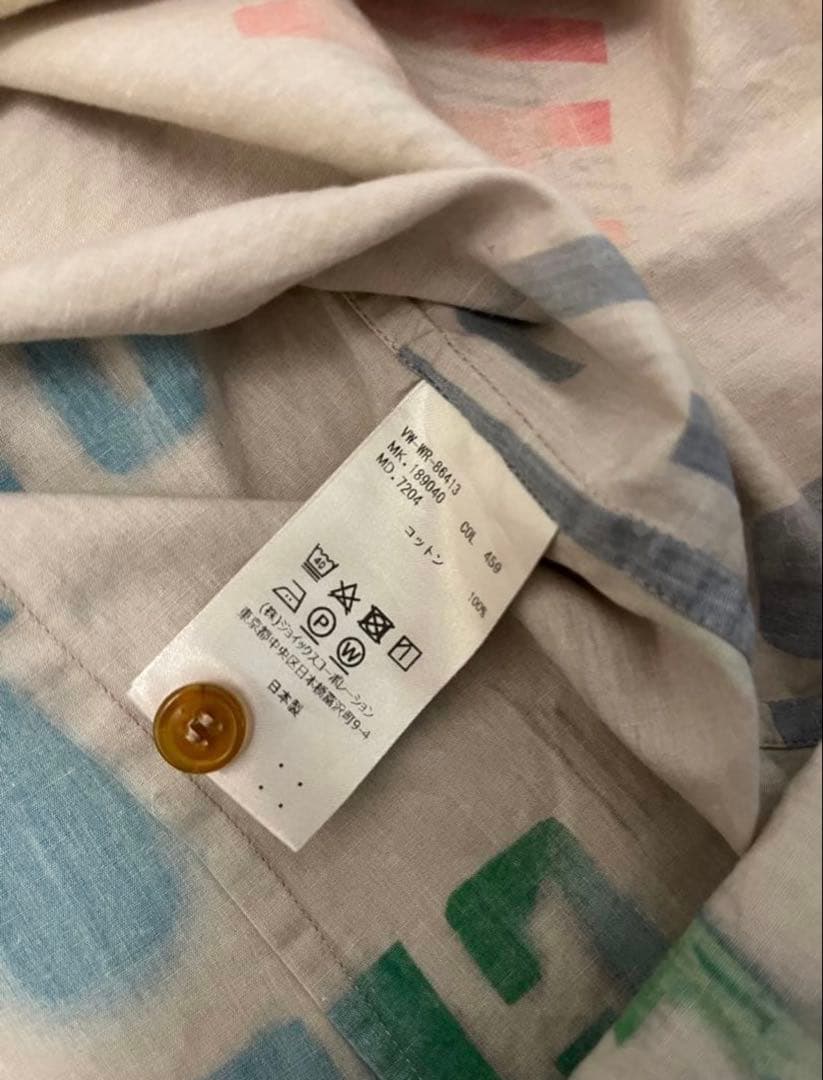 VW-WR-86413
MK.189040 COL 459
MD.7204
コットン 100%
40
P W
(株)ジョイックスコーポレーション
東京都中央区日本橋富沢町9-4
日本製